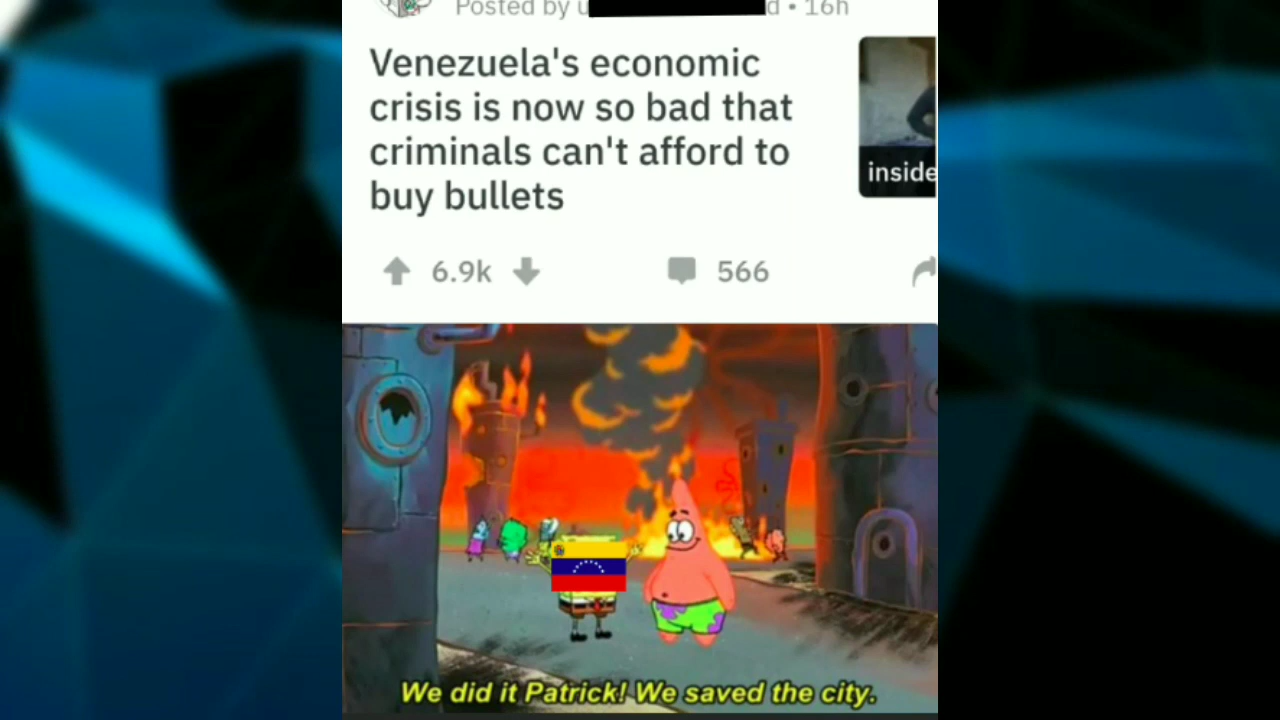 Posted by u d • 16h
Venezuela's economic
crisis is now so bad that
criminals can't afford to
buy bullets
inside
6.9k 566
We did it Patrick! We saved the city.